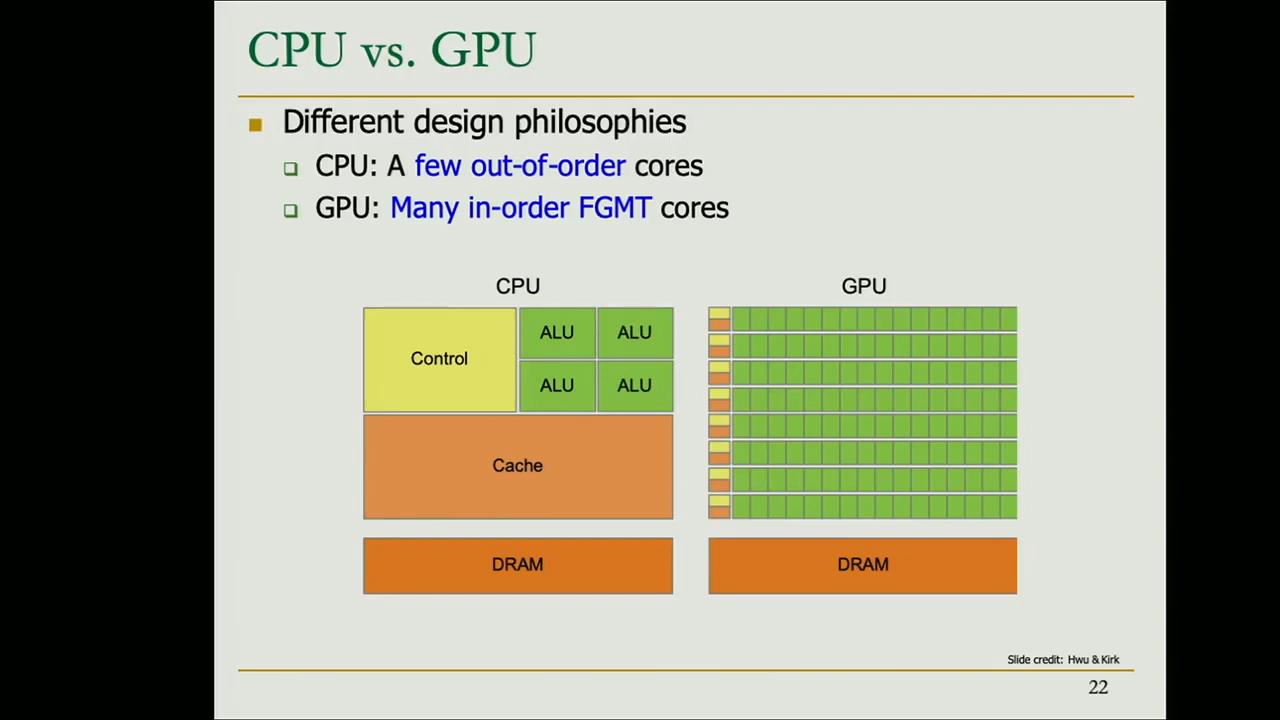 CPU vs. GPU
Different design philosophies
CPU: A few out-of-order cores
GPU: Many in-order FGMT cores
CPU
GPU
Control
ALU
ALU
ALU
ALU
Cache
DRAM
DRAM
Slide credit: Hwu & Kirk
22